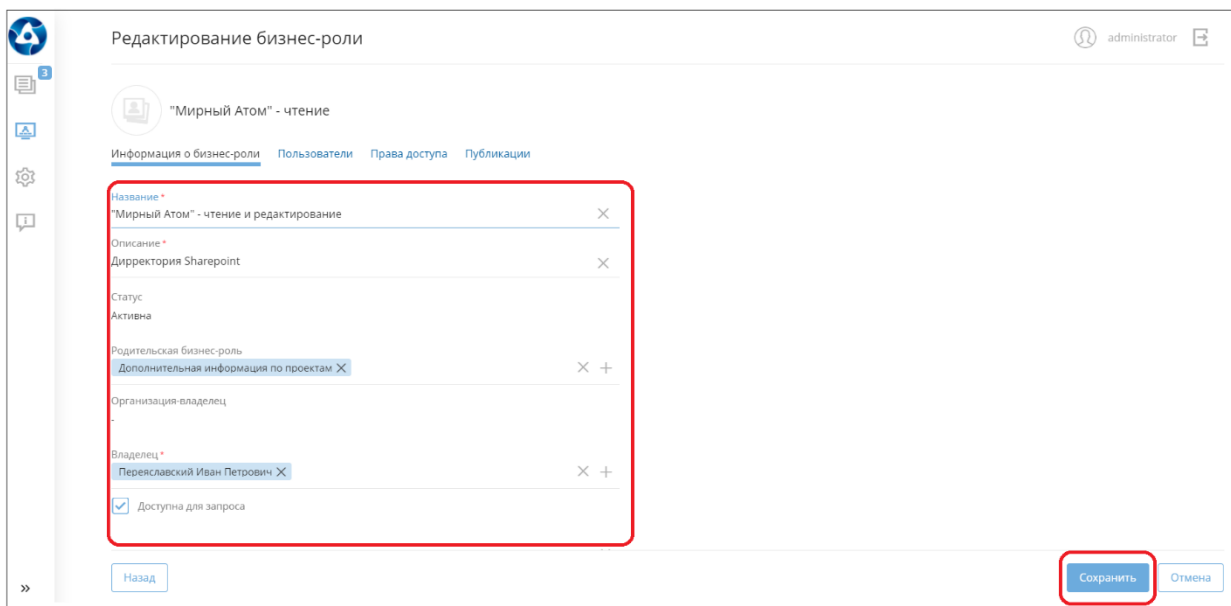 Редактирование бизнес-роли
administrator
3
"Мирный Атом" - чтение
Информация о бизнес-роли Пользователи Права доступа Публикации
Название *
"Мирный Атом" - чтение и редактирование
Описание *
Дирректория Sharepoint
Статус
Активна
Родительская бизнес-роль
Дополнительная информация по проектам
Организация-владелец
-
Владелец *
Переяславский Иван Петрович
Доступна для запроса
Назад
Сохранить
Отмена